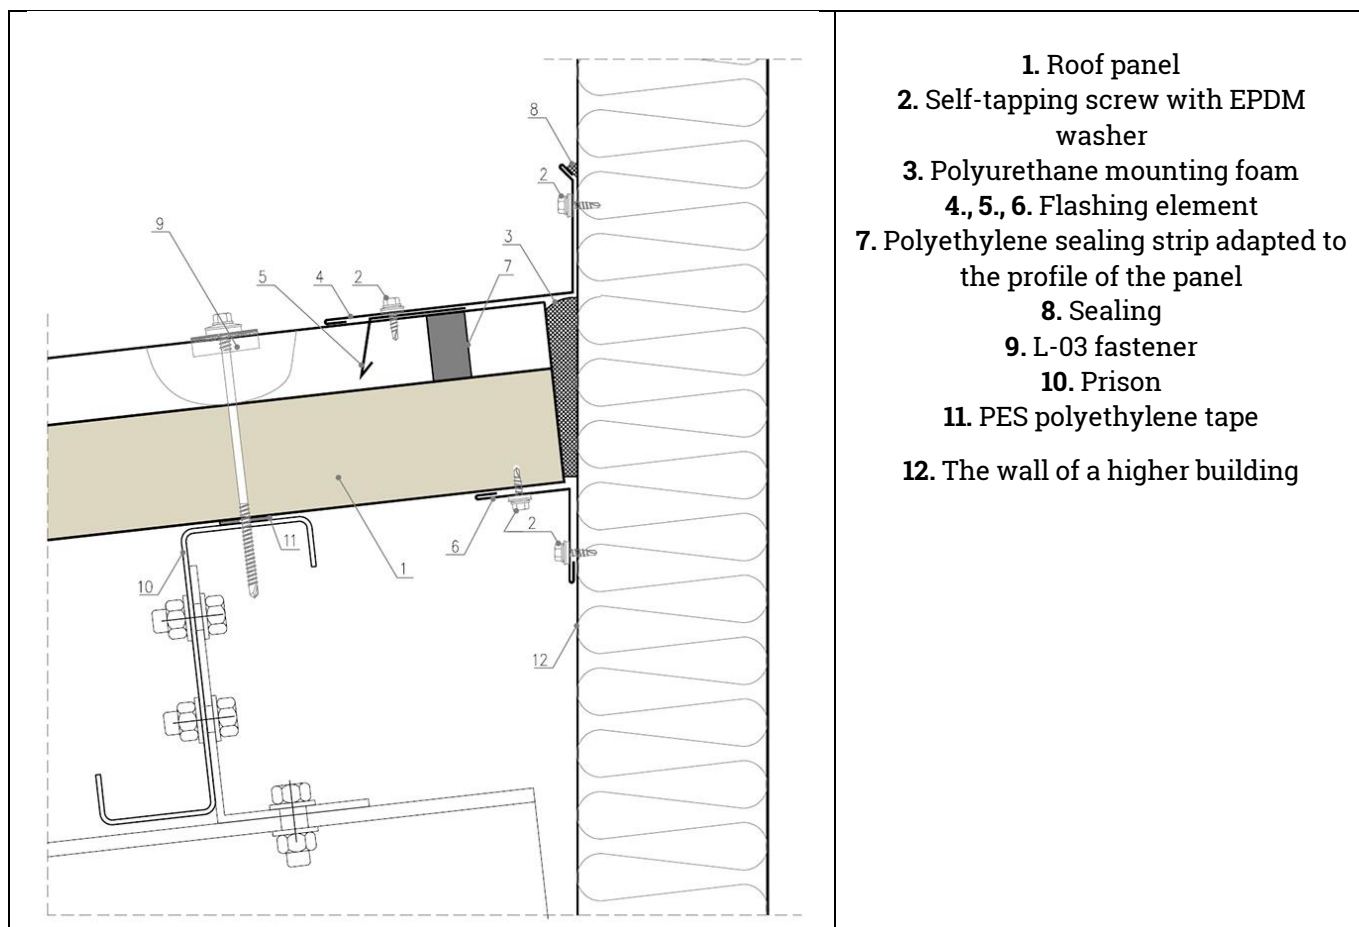 8
2
9
3
5
4
2
7
2
11
6
10
1
12
1. Roof panel
2. Self-tapping screw with EPDM
washer
3. Polyurethane mounting foam
4., 5., 6. Flashing element
7. Polyethylene sealing strip adapted to
the profile of the panel
8. Sealing
9. L-03 fastener
10. Prison
11. PES polyethylene tape
12. The wall of a higher building